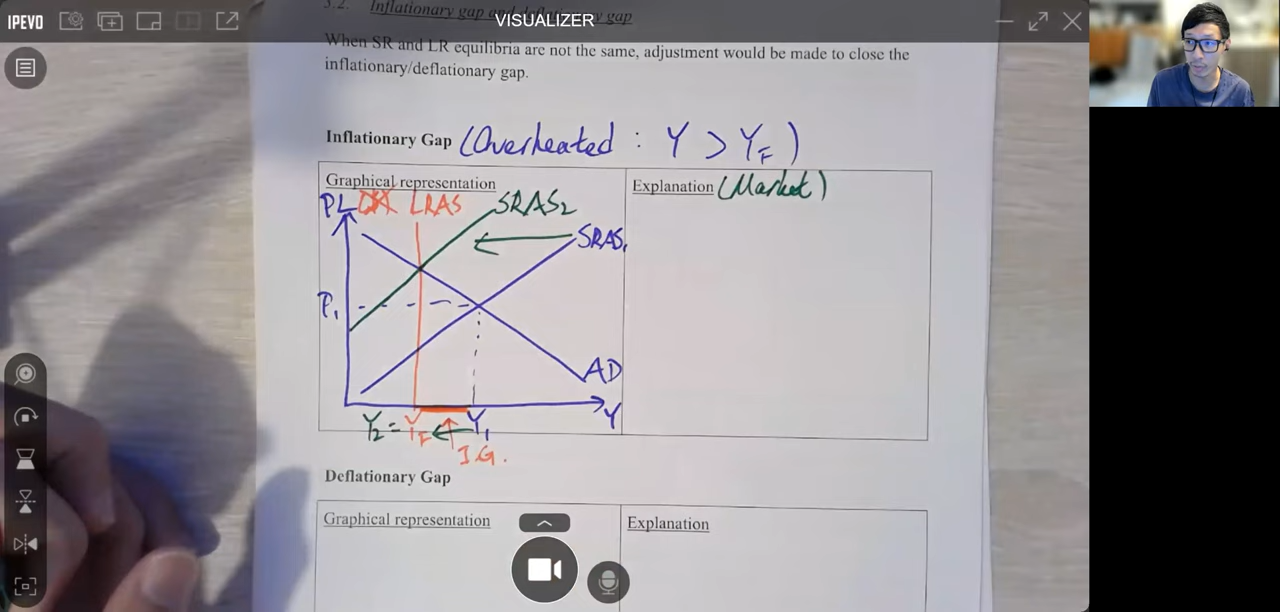 IPEVO
VISUALIZER
3.2. Inflationary gap and deflationary gap
When SR and LR equilibria are not the same, adjustment would be made to close the
inflationary/deflationary gap.
Inflationary Gap (Overheated : Y > Y_F)
Graphical representation
Explanation (Market)
PL LRAS SRAS₂
SRAS₁
P₁
AD
Y₂ = Y_F Y₁ Y
I.G.
Deflationary Gap
Graphical representation
Explanation